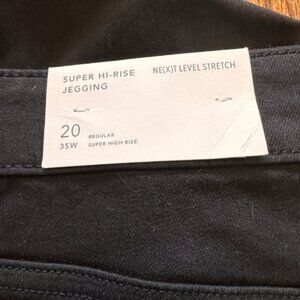 SUPER HI-RISE
JEGGING
NE(X)T LEVEL STRETCH
20 REGULAR
35W SUPER HIGH RISE